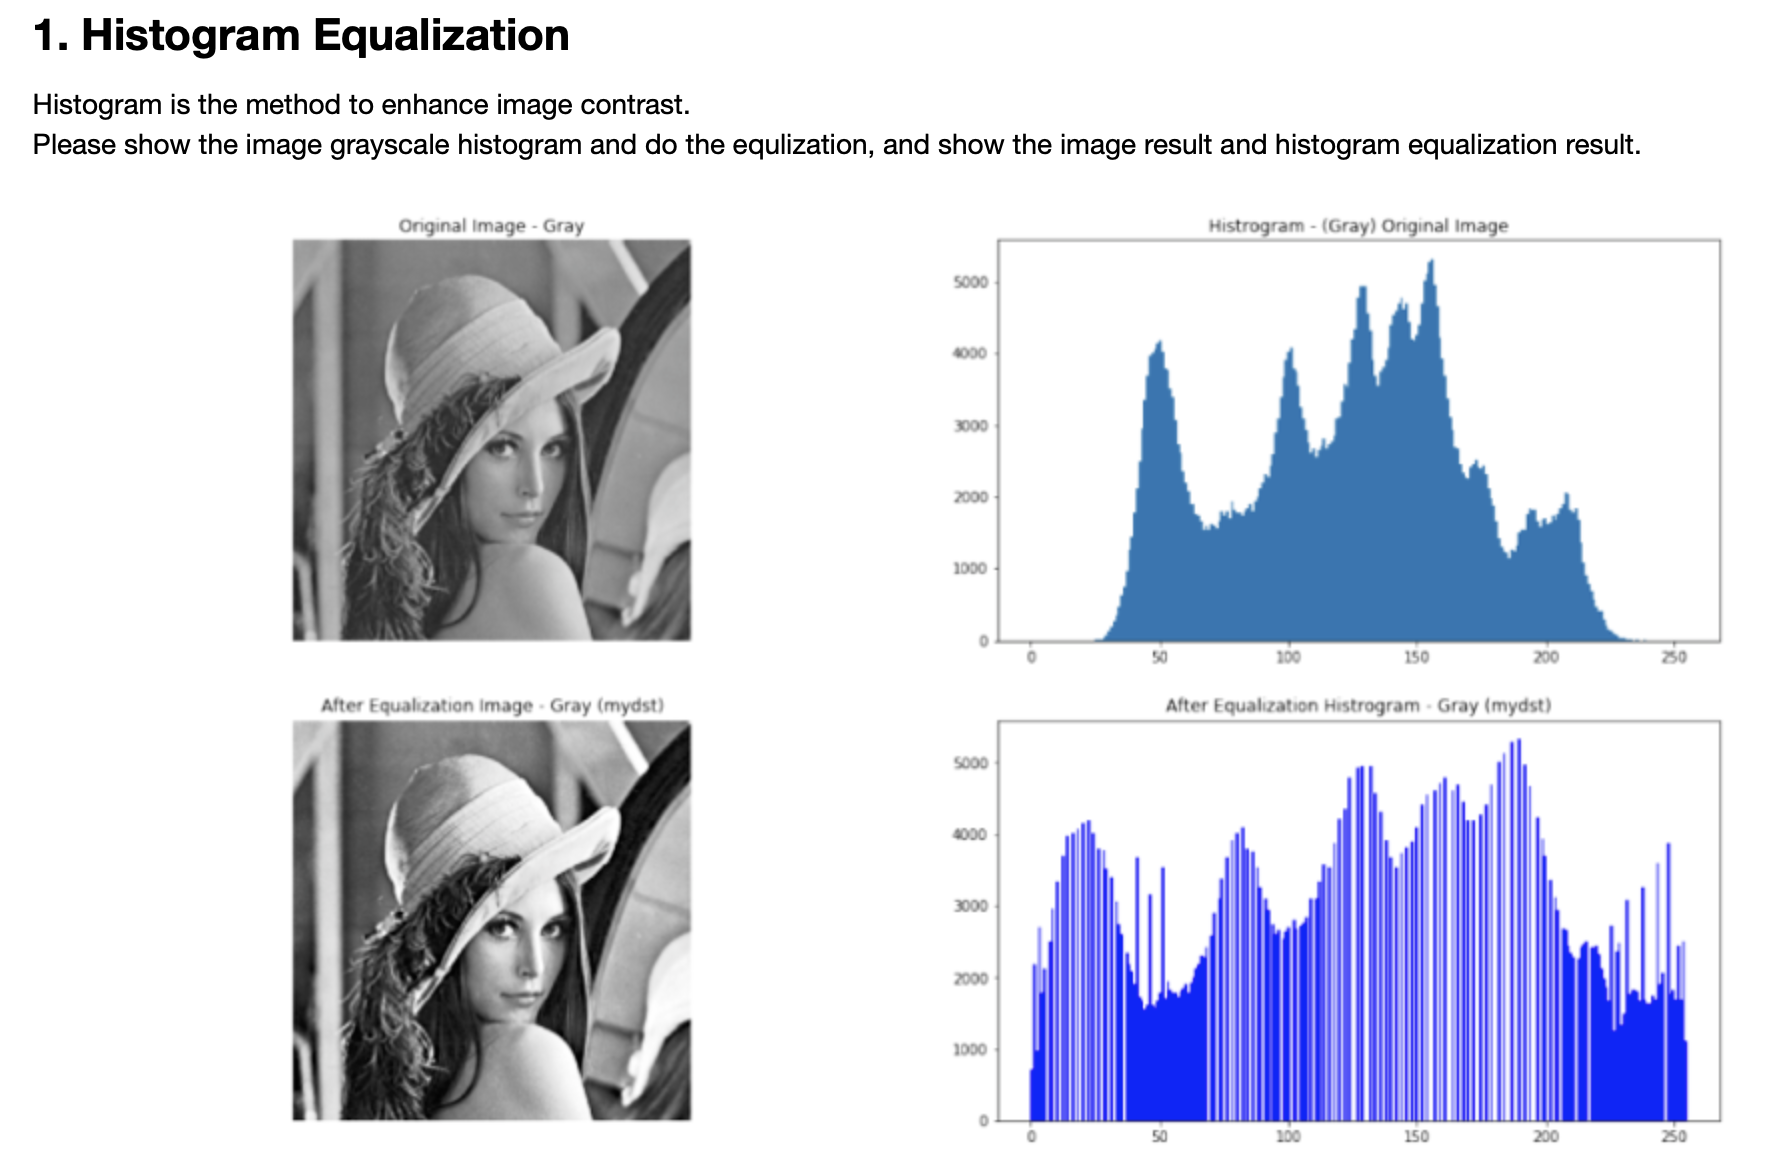 1. Histogram Equalization
Histogram is the method to enhance image contrast.
Please show the image grayscale histogram and do the equlization, and show the image result and histogram equalization result.
Original Image - Gray
Histrogram - (Gray) Original Image
5000
4000
3000
2000
1000
0
0 50 100 150 200 250
After Equalization Image - Gray (mydst)
After Equalization Histrogram - Gray (mydst)
5000
4000
3000
2000
1000
0
0 50 100 150 200 250